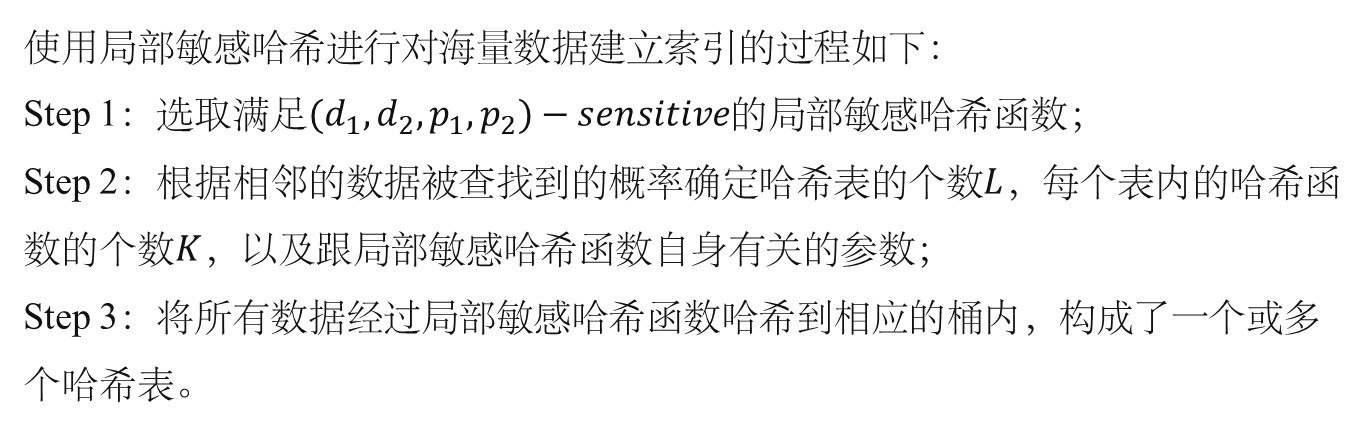 使用局部敏感哈希进行对海量数据建立索引的过程如下：
Step 1：选取满足(d₁,d₂,p₁,p₂) − sensitive的局部敏感哈希函数；
Step 2：根据相邻的数据被查找到的概率确定哈希表的个数L，每个表内的哈希函
数的个数K，以及跟局部敏感哈希函数自身有关的参数；
Step 3：将所有数据经过局部敏感哈希函数哈希到相应的桶内，构成了一个或多
个哈希表。